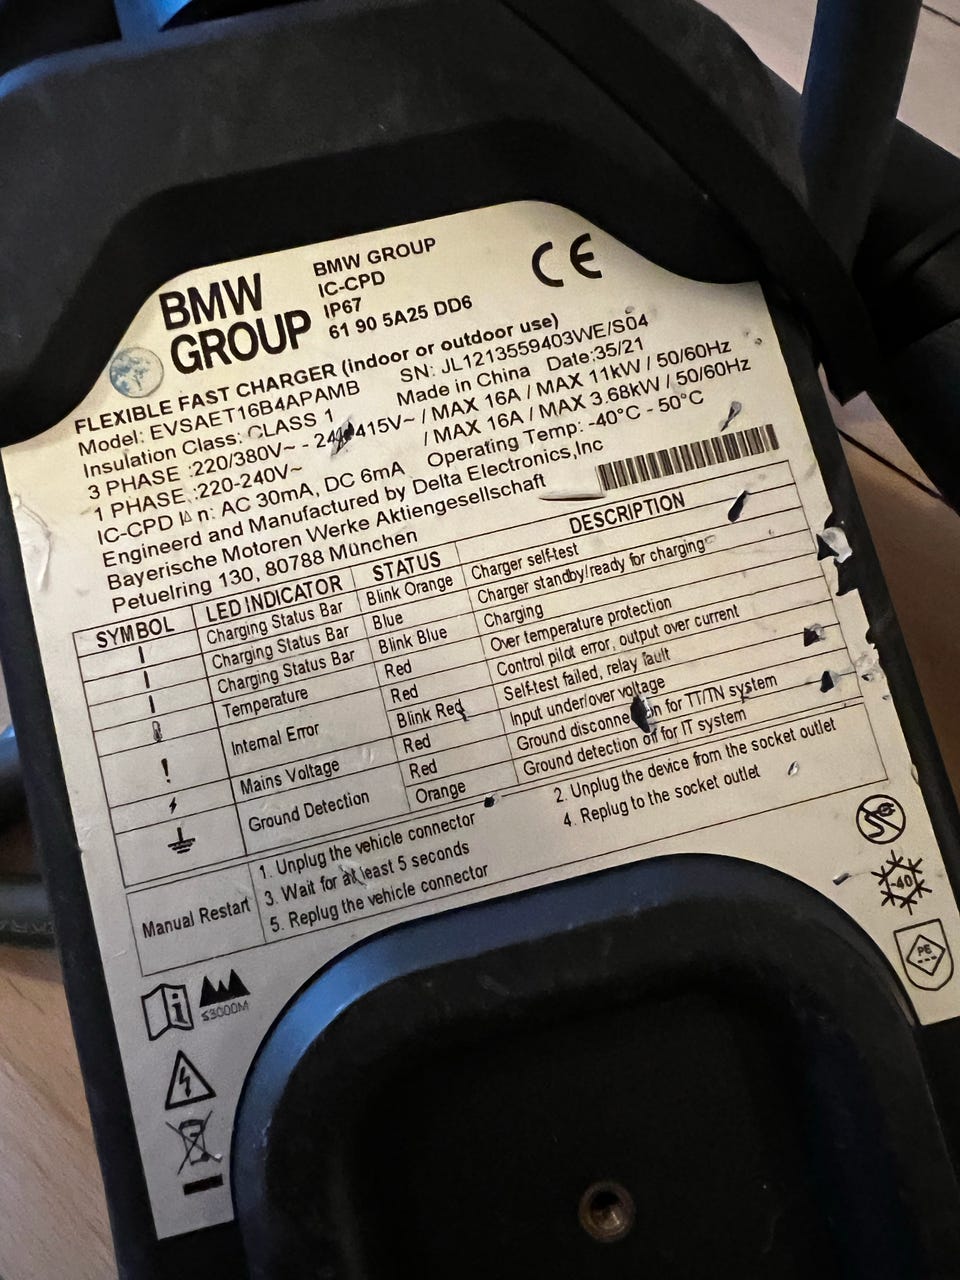 BMW
GROUP
BMW GROUP
IC-CPD
IP67
61 90 5A25 DD6
CE
FLEXIBLE FAST CHARGER (indoor or outdoor use)
Model: EVSAET16B4APAMB SN: JL1213559403WE/S04
Insulation Class: CLASS 1 Made in China Date:35/21
3 PHASE :220/380V~ - 240/415V~ / MAX 16A / MAX 11kW / 50/60Hz
1 PHASE :220-240V~ / MAX 16A / MAX 3.68kW / 50/60Hz
IC-CPD I∆n: AC 30mA, DC 6mA Operating Temp: -40°C - 50°C
Engineerd and Manufactured by Delta Electronics,Inc
Bayerische Motoren Werke Aktiengesellschaft
Petuelring 130, 80788 München
SYMBOL LED INDICATOR STATUS DESCRIPTION
Charging Status Bar Blink Orange Charger self-test
Charging Status Bar Blue Charger standby/ready for charging
Charging Status Bar Blink Blue Charging
Temperature Red Over temperature protection
! Internal Error Red Control pilot error, output over current
Blink Red Self-test failed, relay fault
Mains Voltage Red Input under/over voltage
Ground Detection Red Ground disconnection for TT/TN system
Orange Ground detection off for IT system
Manual Restart
1. Unplug the vehicle connector 2. Unplug the device from the socket outlet
3. Wait for at least 5 seconds 4. Replug to the socket outlet
5. Replug the vehicle connector
≤3000M
-40
PE